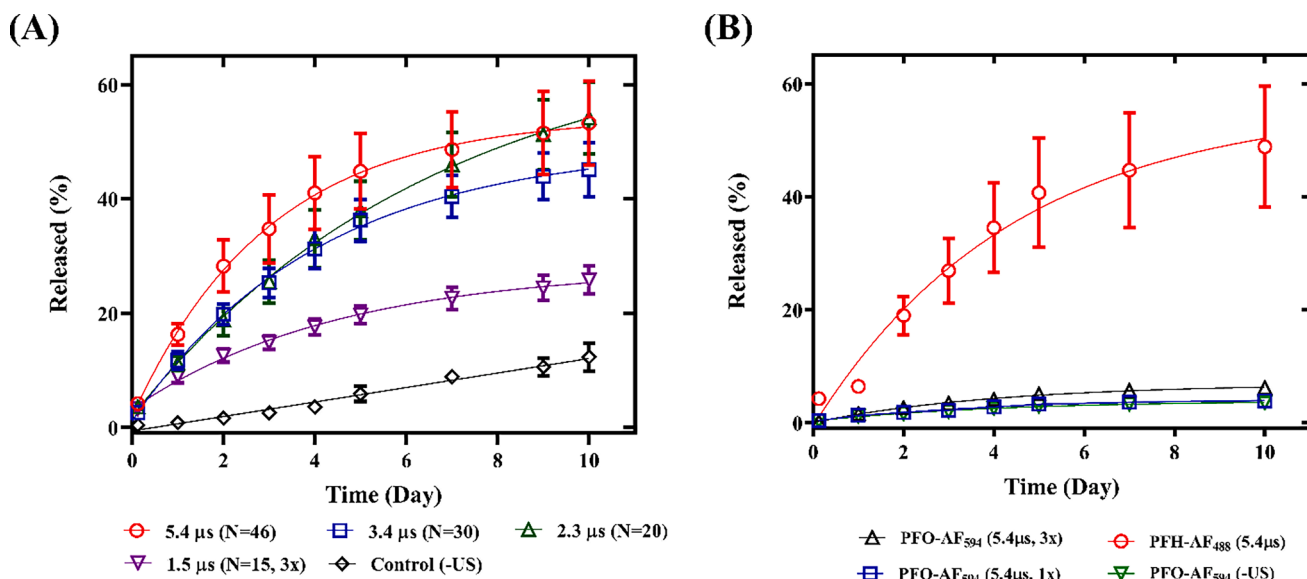 (A)
(B)
Released (%)
60
40
20
0
0 2 4 6 8 10
Time (Day)
5.4 μs (N=46) 3.4 μs (N=30) 2.3 μs (N=20)
1.5 μs (N=15, 3x) Control (-US)
Released (%)
60
40
20
0
0 2 4 6 8 10
Time (Day)
PFO-AF594 (5.4μs, 3x) PFH-AF488 (5.4μs)
PFO-AF594 (5.4μs, 1x) PFO-AF594 (-US)